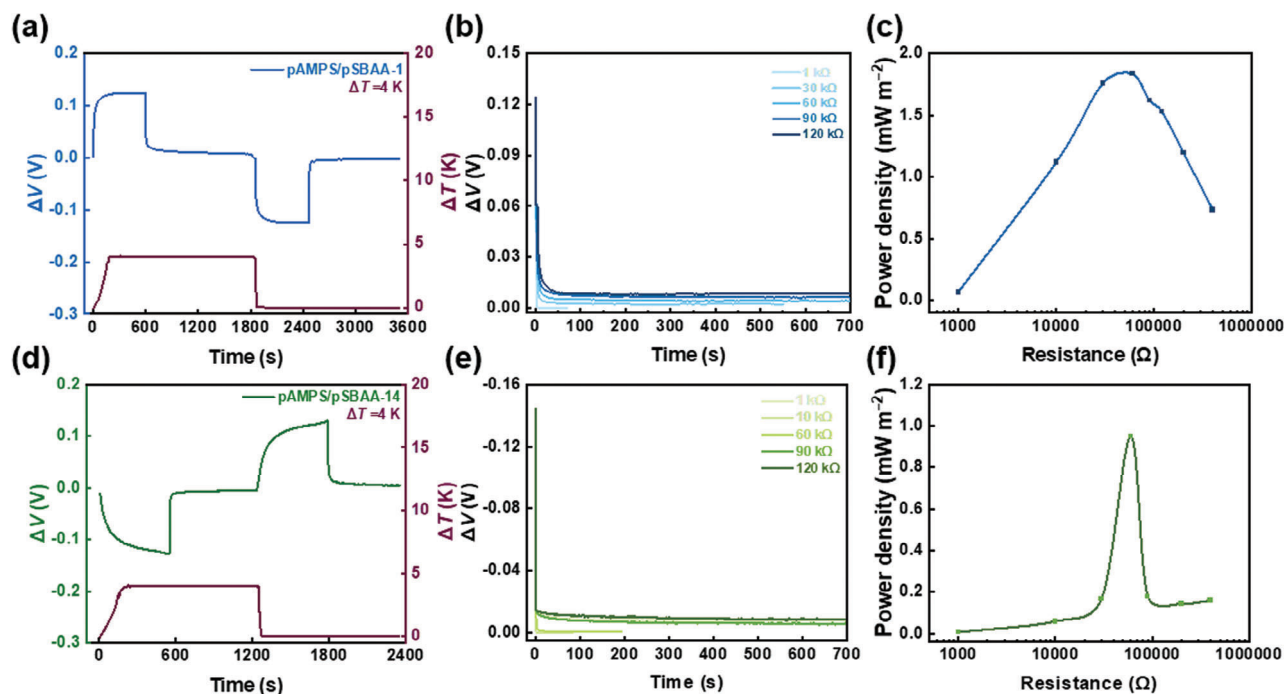 (a)
0.2
0.1
0.0
-0.1
-0.2
-0.3
ΔV (V)
pAMPS/pSBAA-1
ΔT =4 K
20
15
10
5
0
ΔT (K)
0 600 1200 1800 2400 3000 3600
Time (s)
(b)
0.15
0.12
0.09
0.06
0.03
0.00
ΔV (V)
1 kΩ
30 kΩ
60 kΩ
90 kΩ
120 kΩ
0 100 200 300 400 500 600 700
Time (s)
(c)
2.0
1.5
1.0
0.5
0.0
Power density (mW m⁻²)
1000 10000 100000 1000000
Resistance (Ω)
(d)
0.2
0.1
0.0
-0.1
-0.2
-0.3
ΔV (V)
pAMPS/pSBAA-14
ΔT =4 K
20
15
10
5
0
ΔT (K)
0 600 1200 1800 2400
Time (s)
(e)
-0.16
-0.12
-0.08
-0.04
0.00
ΔV (V)
1 kΩ
10 kΩ
60 kΩ
90 kΩ
120 kΩ
0 100 200 300 400 500 600 700
Time (s)
(f)
1.2
1.0
0.8
0.6
0.4
0.2
0.0
Power density (mW m⁻²)
1000 10000 100000 1000000
Resistance (Ω)